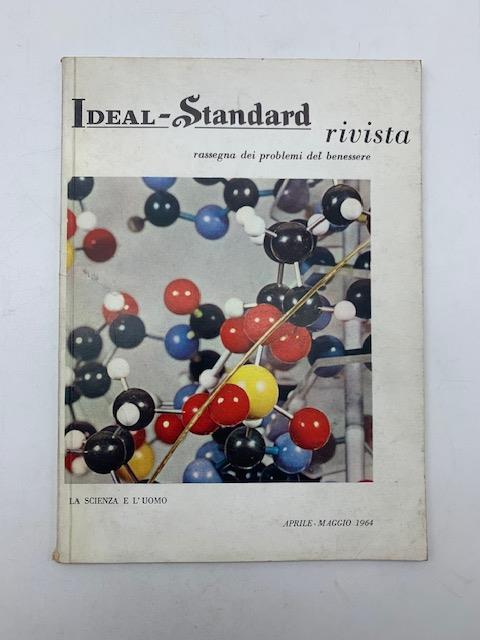 IDEAL-Standard
rivista
rassegna dei problemi del benessere
LA SCIENZA E L'UOMO
APRILE - MAGGIO 1964